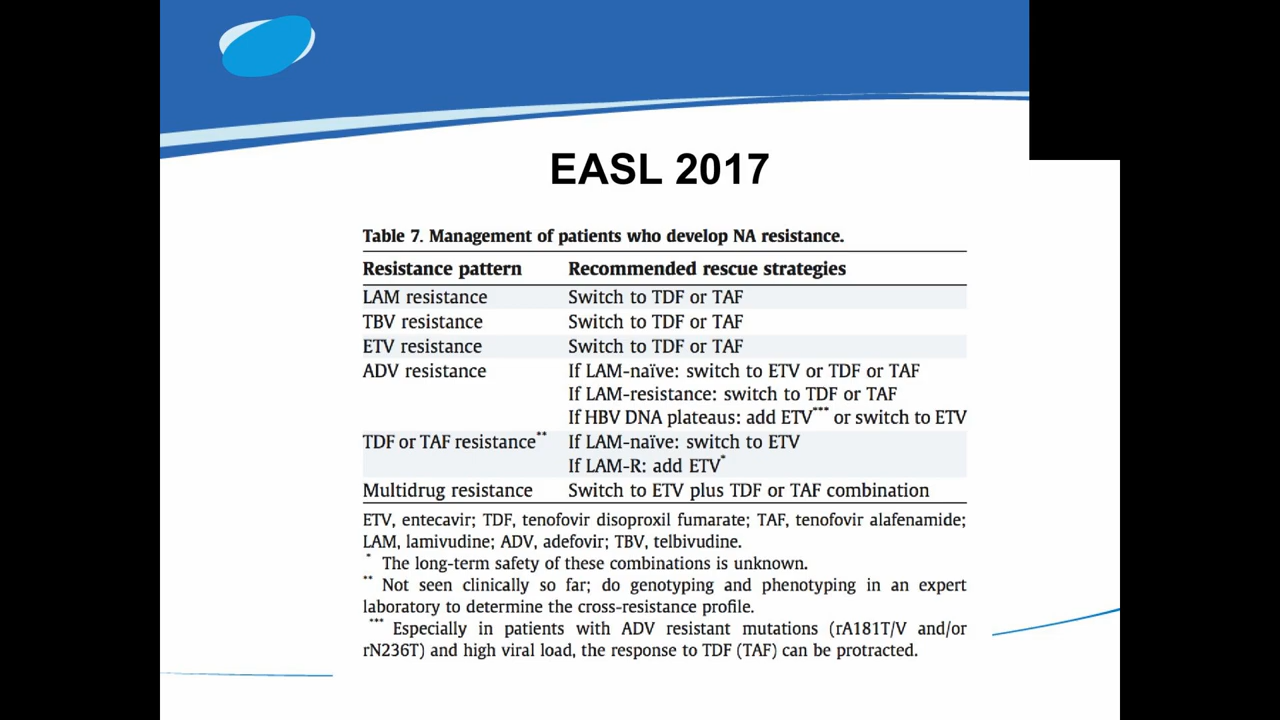 EASL 2017
Table 7. Management of patients who develop NA resistance.
Resistance pattern Recommended rescue strategies
LAM resistance Switch to TDF or TAF
TBV resistance Switch to TDF or TAF
ETV resistance Switch to TDF or TAF
ADV resistance If LAM-naïve: switch to ETV or TDF or TAF
If LAM-resistance: switch to TDF or TAF
If HBV DNA plateaus: add ETV*** or switch to ETV
TDF or TAF resistance** If LAM-naïve: switch to ETV
If LAM-R: add ETV*
Multidrug resistance Switch to ETV plus TDF or TAF combination
ETV, entecavir; TDF, tenofovir disoproxil fumarate; TAF, tenofovir alafenamide;
LAM, lamivudine; ADV, adefovir; TBV, telbivudine.
* The long-term safety of these combinations is unknown.
** Not seen clinically so far; do genotyping and phenotyping in an expert
laboratory to determine the cross-resistance profile.
*** Especially in patients with ADV resistant mutations (rA181T/V and/or
rN236T) and high viral load, the response to TDF (TAF) can be protracted.